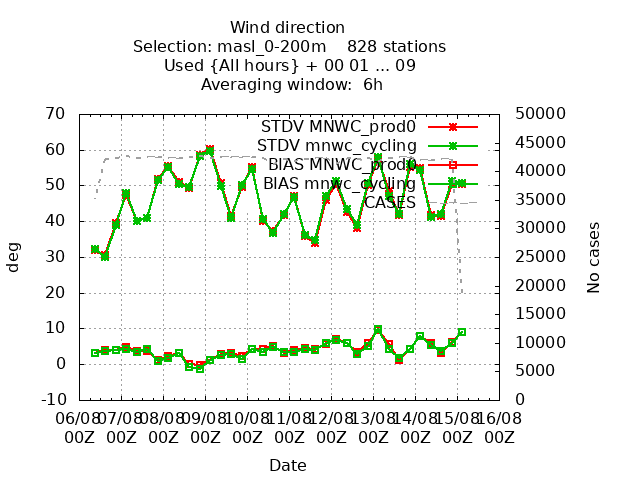 Wind direction
Selection: masl_0-200m    828 stations
Used {All hours} + 00 01 ... 09
Averaging window:  6h
70
60
50
40
30
20
10
0
-10
deg
50000
45000
40000
35000
30000
25000
20000
15000
10000
5000
0
No cases
STDV MNWC_prod0
STDV mnwc_cycling
BIAS MNWC_prod0
BIAS mnwc_cycling
CASES
06/08 07/08 08/08 09/08 10/08 11/08 12/08 13/08 14/08 15/08 16/08
00Z 00Z 00Z 00Z 00Z 00Z 00Z 00Z 00Z 00Z 00Z
Date